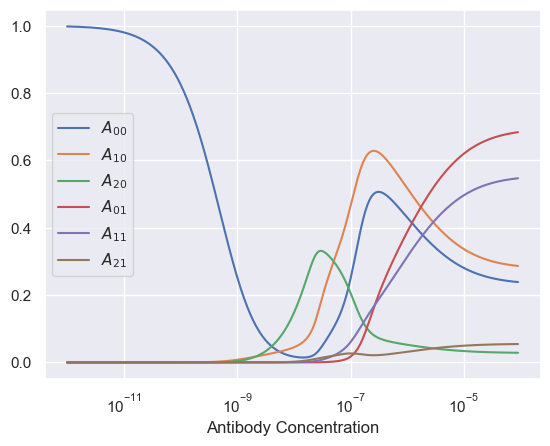 1.0
0.8
0.6
0.4
0.2
0.0
A₀₀
A₁₀
A₂₀
A₀₁
A₁₁
A₂₁
10⁻¹¹ 10⁻⁹ 10⁻⁷ 10⁻⁵
Antibody Concentration